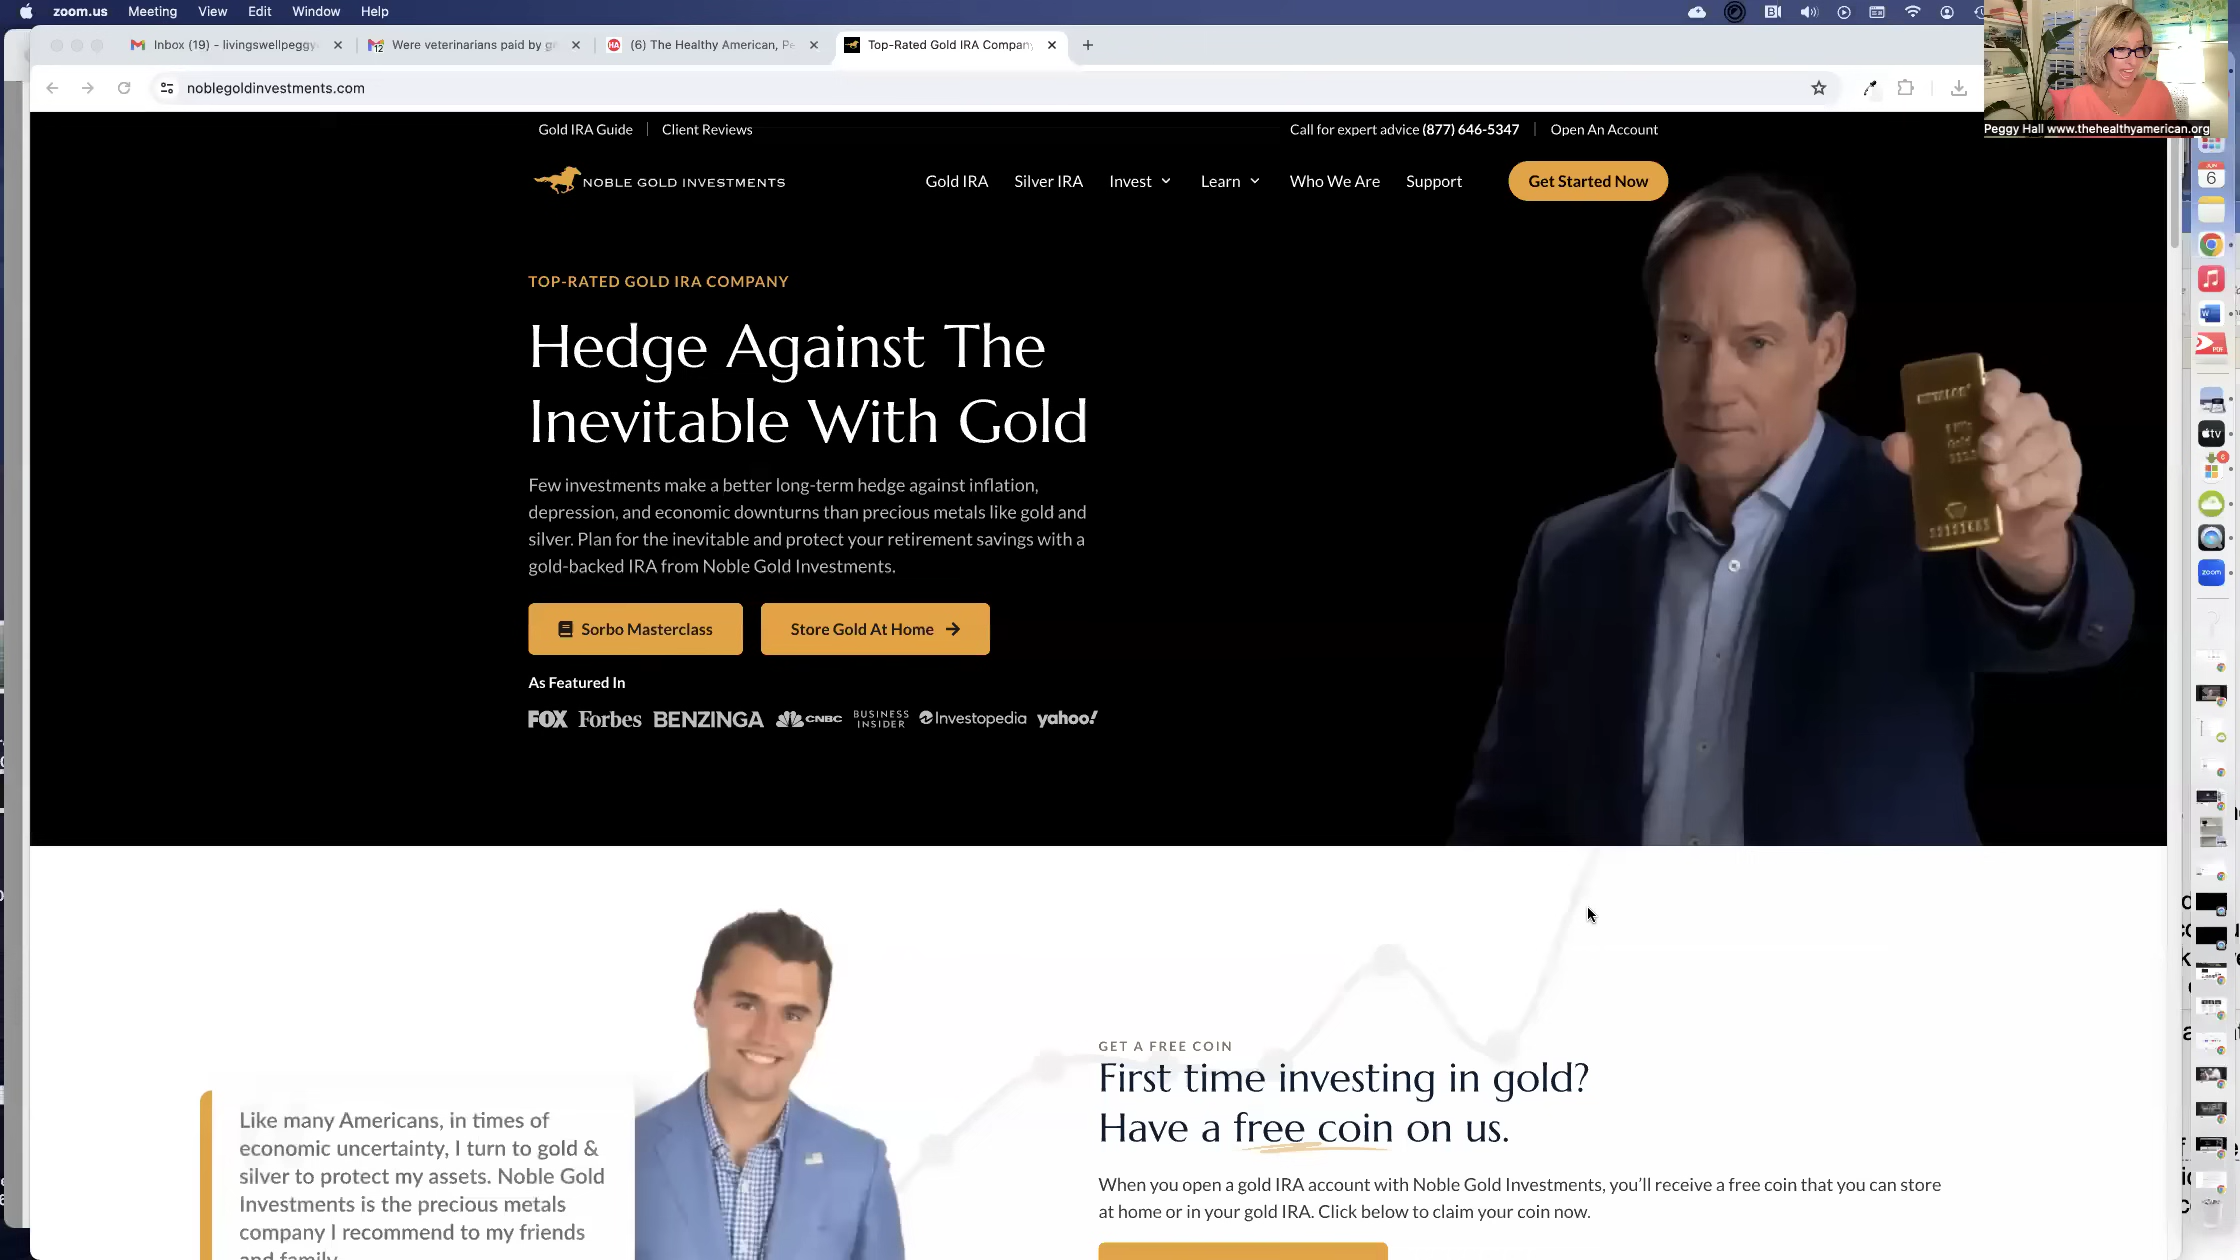 zoom.us Meeting View Edit Window Help
Inbox (19) - livingswellpeggy
Were veterinarians paid by g
(6) The Healthy American, Pe
Top-Rated Gold IRA Company
noblegoldinvestments.com
Peggy Hall www.thehealthyamerican.org
Gold IRA Guide | Client Reviews
Call for expert advice (877) 646-5347 | Open An Account
NOBLE GOLD INVESTMENTS
Gold IRA Silver IRA Invest Learn Who We Are Support Get Started Now
TOP-RATED GOLD IRA COMPANY
Hedge Against The
Inevitable With Gold
Few investments make a better long-term hedge against inflation,
depression, and economic downturns than precious metals like gold and
silver. Plan for the inevitable and protect your retirement savings with a
gold-backed IRA from Noble Gold Investments.
Sorbo Masterclass
Store Gold At Home
As Featured In
FOX Forbes BENZINGA CNBC BUSINESS INSIDER Investopedia yahoo!
Like many Americans, in times of
economic uncertainty, I turn to gold &
silver to protect my assets. Noble Gold
Investments is the precious metals
company I recommend to my friends
and family
GET A FREE COIN
First time investing in gold?
Have a free coin on us.
When you open a gold IRA account with Noble Gold Investments, you'll receive a free coin that you can store
at home or in your gold IRA. Click below to claim your coin now.
JUN
6
tv
zoom